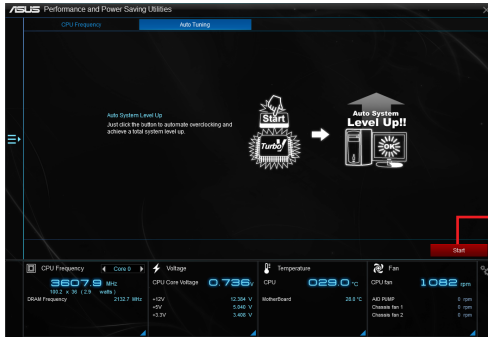 ASUS Performance and Power Saving Utilities
CPU Frequency
Auto Tuning
Auto System Level Up
Just click the button to automate overclocking and
achieve a total system level up.
Start
Turbo
Auto System
Level Up!!
OK
Start
CPU Frequency
Core 0
3607.9 MHz
100.2 x 36 (2.9 watts)
DRAM Frequency 2132.7 MHz
Voltage
CPU Core Voltage 0.736v
+12V 12.384 V
+5V 5.040 V
+3.3V 3.408 V
Temperature
CPU 029.0 °C
MotherBoard 28.0 °C
Fan
CPU fan 1082 rpm
AIO PUMP 0 rpm
Chassis fan 1 0 rpm
Chassis fan 2 0 rpm